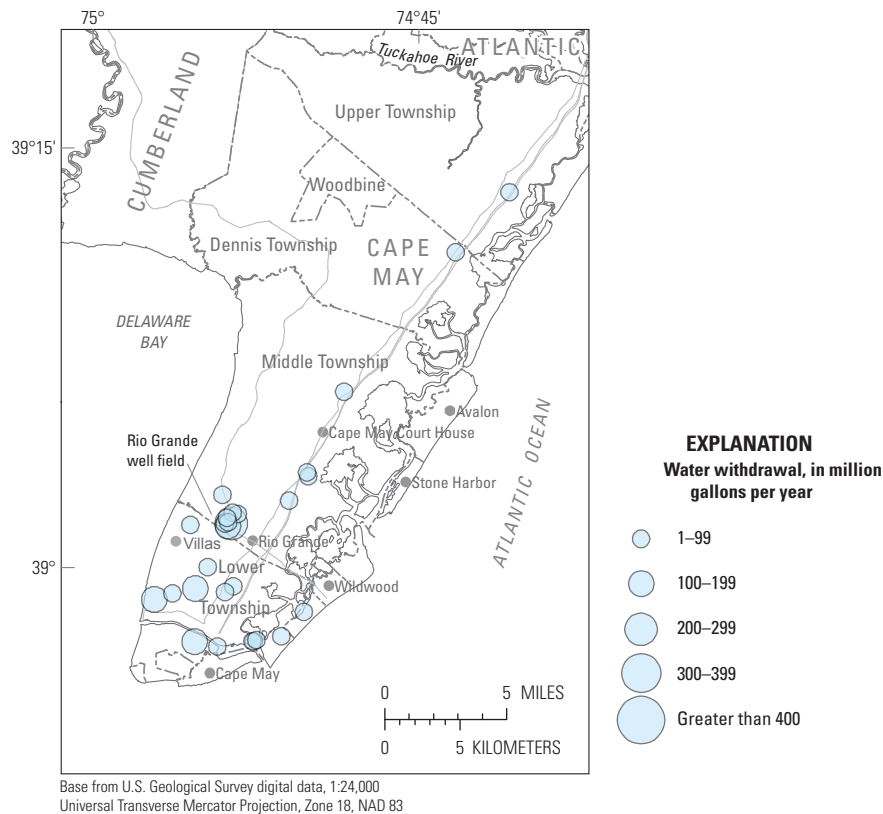 75°
74°45'
39°15'
39°
ATLANTIC
Tuckahoe River
CUMBERLAND
Upper Township
Woodbine
Dennis Township
CAPE
MAY
DELAWARE
BAY
Middle Township
Avalon
Cape May Court House
Rio Grande
well field
Stone Harbor
ATLANTIC OCEAN
Villas
Rio Grande
Lower
Township
Wildwood
Cape May
0 5 MILES
0 5 KILOMETERS
EXPLANATION
Water withdrawal, in million
gallons per year
1–99
100–199
200–299
300–399
Greater than 400
Base from U.S. Geological Survey digital data, 1:24,000
Universal Transverse Mercator Projection, Zone 18, NAD 83